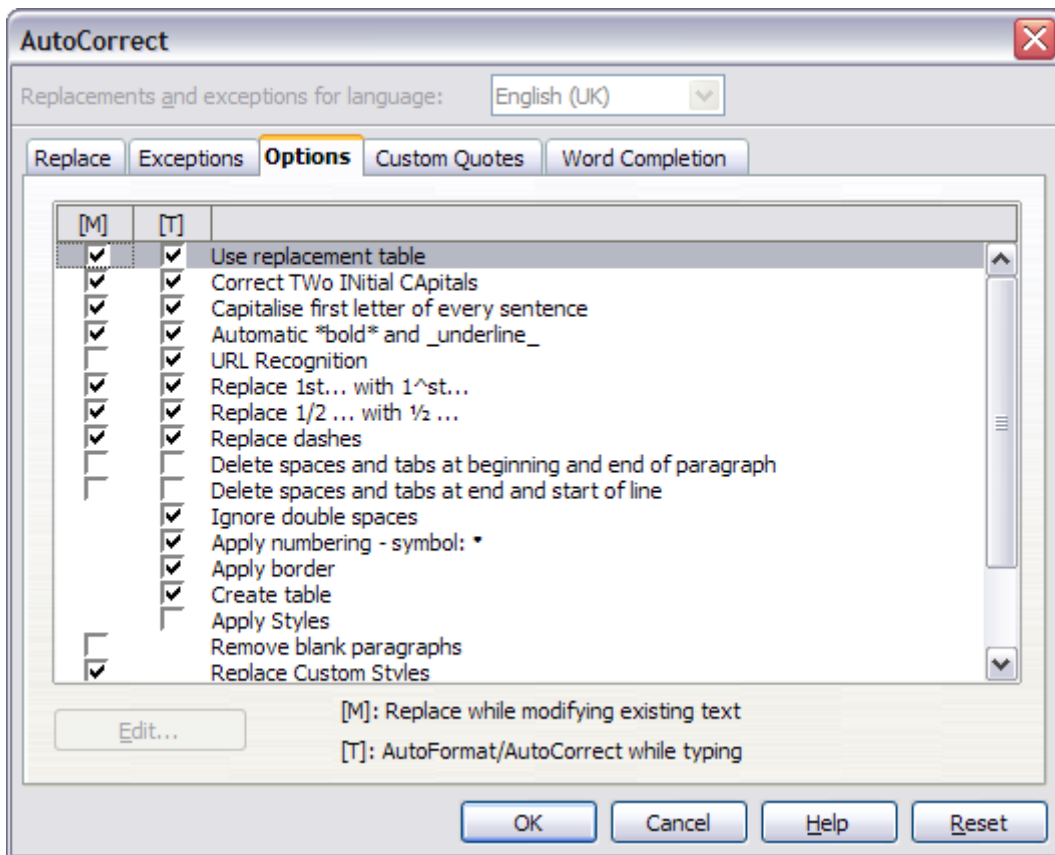 AutoCorrect
Replacements and exceptions for language: English (UK)
Replace Exceptions Options Custom Quotes Word Completion
[M] [T]
Use replacement table
Correct TWo INitial CApitals
Capitalise first letter of every sentence
Automatic *bold* and _underline_
URL Recognition
Replace 1st... with 1^st...
Replace 1/2 ... with ½ ...
Replace dashes
Delete spaces and tabs at beginning and end of paragraph
Delete spaces and tabs at end and start of line
Ignore double spaces
Apply numbering - symbol: •
Apply border
Create table
Apply Styles
Remove blank paragraphs
Replace Custom Styles
Edit...
[M]: Replace while modifying existing text
[T]: AutoFormat/AutoCorrect while typing
OK Cancel Help Reset